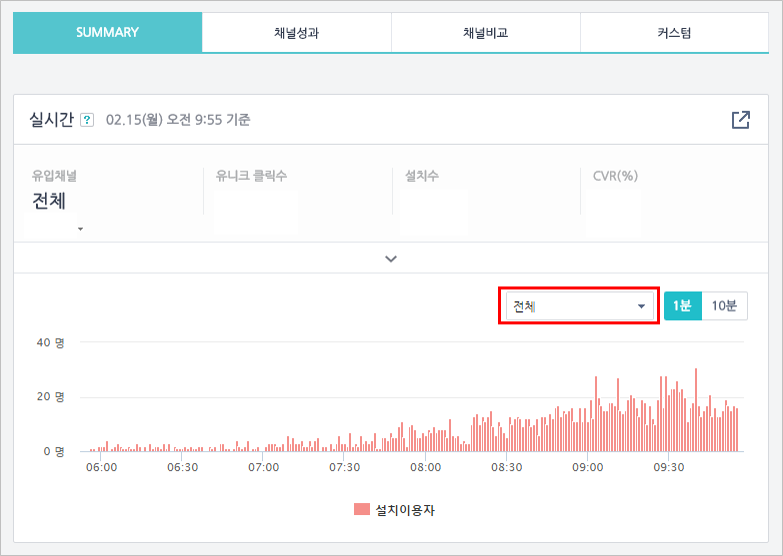 SUMMARY 채널성과 채널비교 커스텀
실시간 ? 02.15(월) 오전 9:55 기준
유입채널 유니크 클릭수 설치수 CVR(%)
전체
전체 1분 10분
40 명
20 명
0 명
06:00 06:30 07:00 07:30 08:00 08:30 09:00 09:30
설치이용자